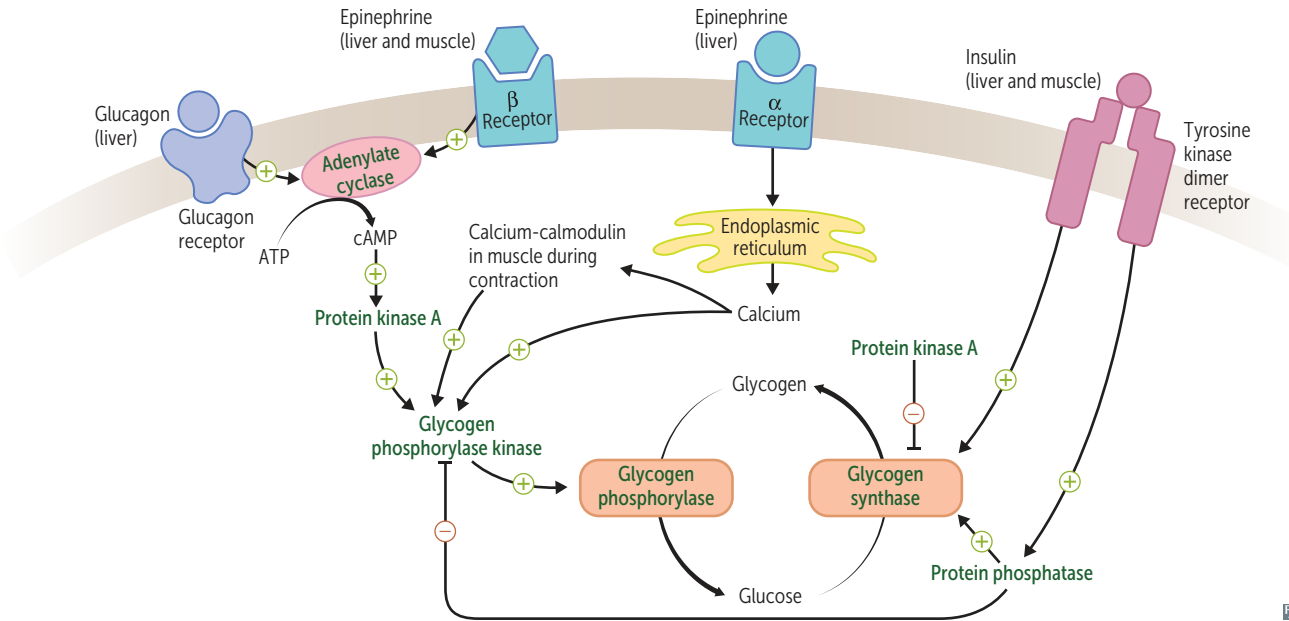 Epinephrine
(liver and muscle)
Epinephrine
(liver)
Insulin
(liver and muscle)
Glucagon
(liver)
β
Receptor
α
Receptor
Tyrosine
kinase
dimer
receptor
Adenylate
cyclase
Glucagon
receptor
ATP
cAMP
Calcium-calmodulin
in muscle during
contraction
Endoplasmic
reticulum
Protein kinase A
Calcium
Protein kinase A
Glycogen
Glycogen
phosphorylase kinase
Glycogen
phosphorylase
Glycogen
synthase
Glucose
Protein phosphatase